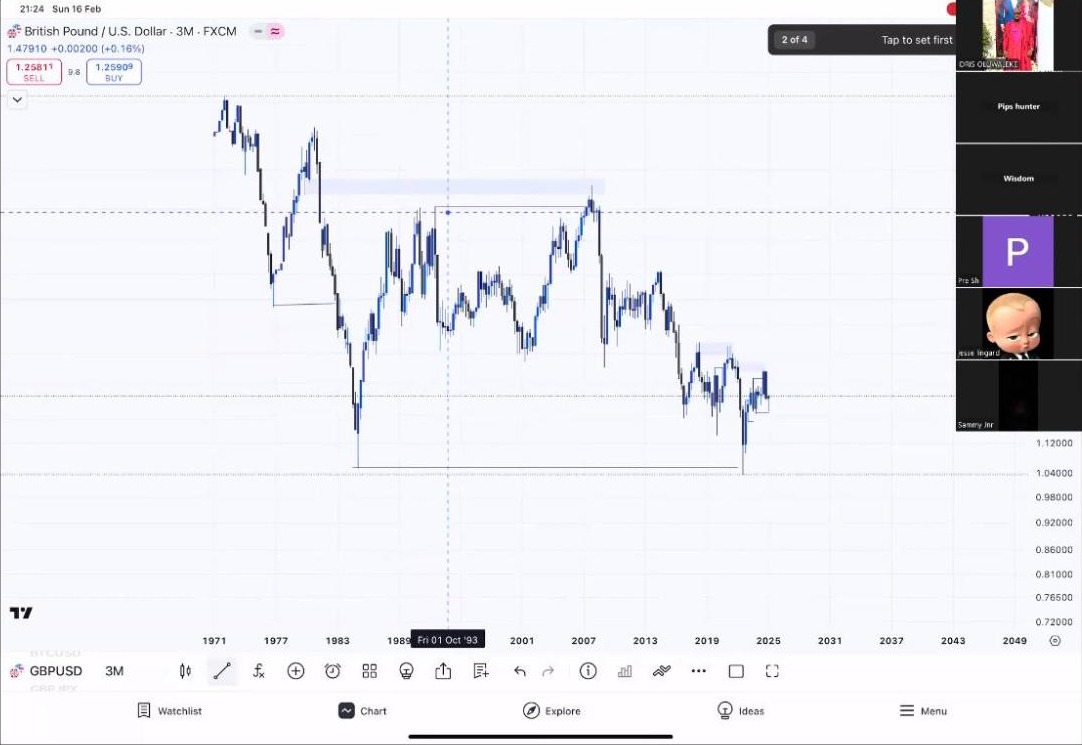 21:24 Sun 16 Feb
British Pound / U.S. Dollar · 3M · FXCM
1.47910 +0.00200 (+0.16%)
1.25811 9.8 1.25909
SELL BUY
2 of 4 Tap to set first
Pips hunter
Wisdom
P
Pre Sh
jesse lingard
Sammy Jnr
1.12000
1.04000
0.98000
0.92000
0.86000
0.81000
0.76500
0.72000
1971 1977 1983 1989 Fri 01 Oct '93 2001 2007 2013 2019 2025 2031 2037 2043 2049
BTCUSD
GBPUSD 3M
GBPJPY
Watchlist Chart Explore Ideas Menu